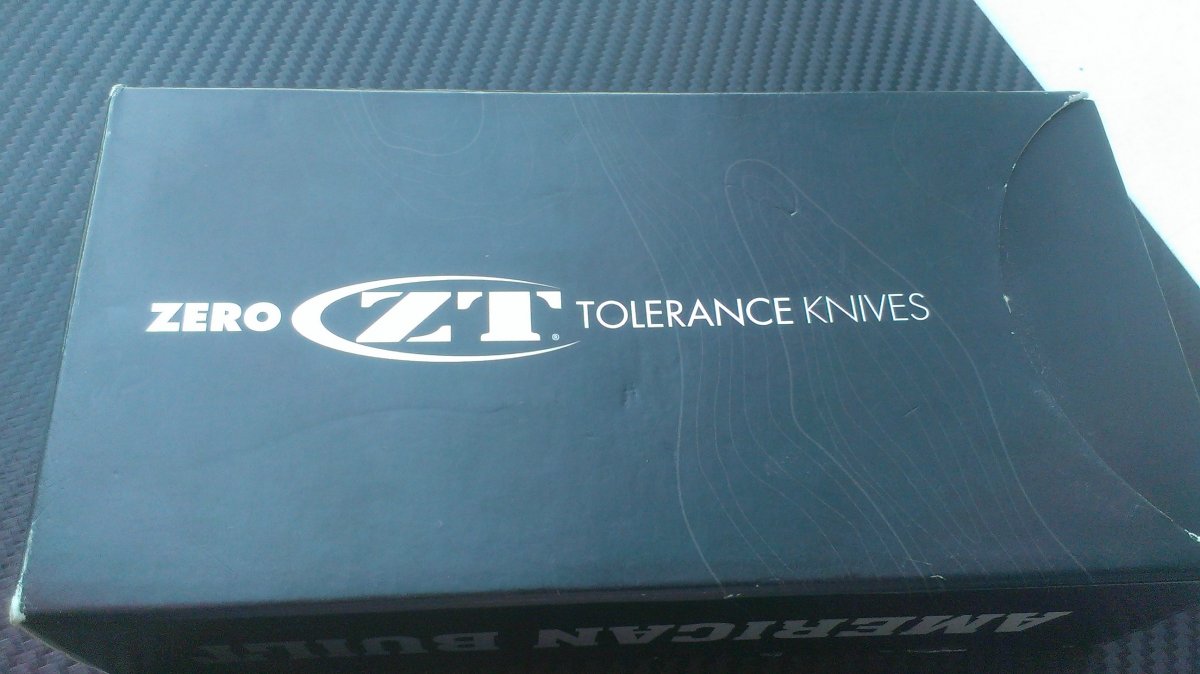 ZERO ZT® TOLERANCE KNIVES
AMERICAN BUILT